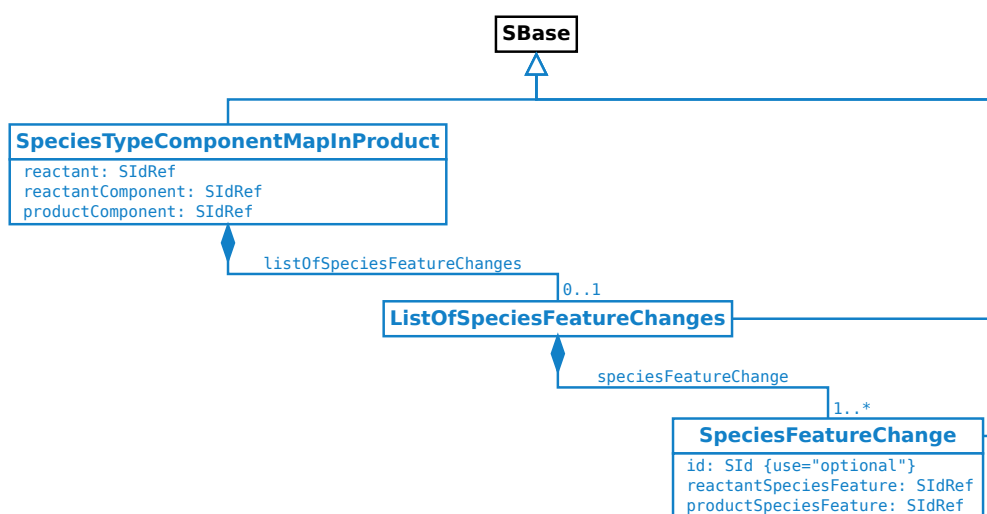 SBase
SpeciesTypeComponentMapInProduct
reactant: SIdRef
reactantComponent: SIdRef
productComponent: SIdRef
listOfSpeciesFeatureChanges
0..1
ListOfSpeciesFeatureChanges
speciesFeatureChange
1..*
SpeciesFeatureChange
id: SId {use="optional"}
reactantSpeciesFeature: SIdRef
productSpeciesFeature: SIdRef